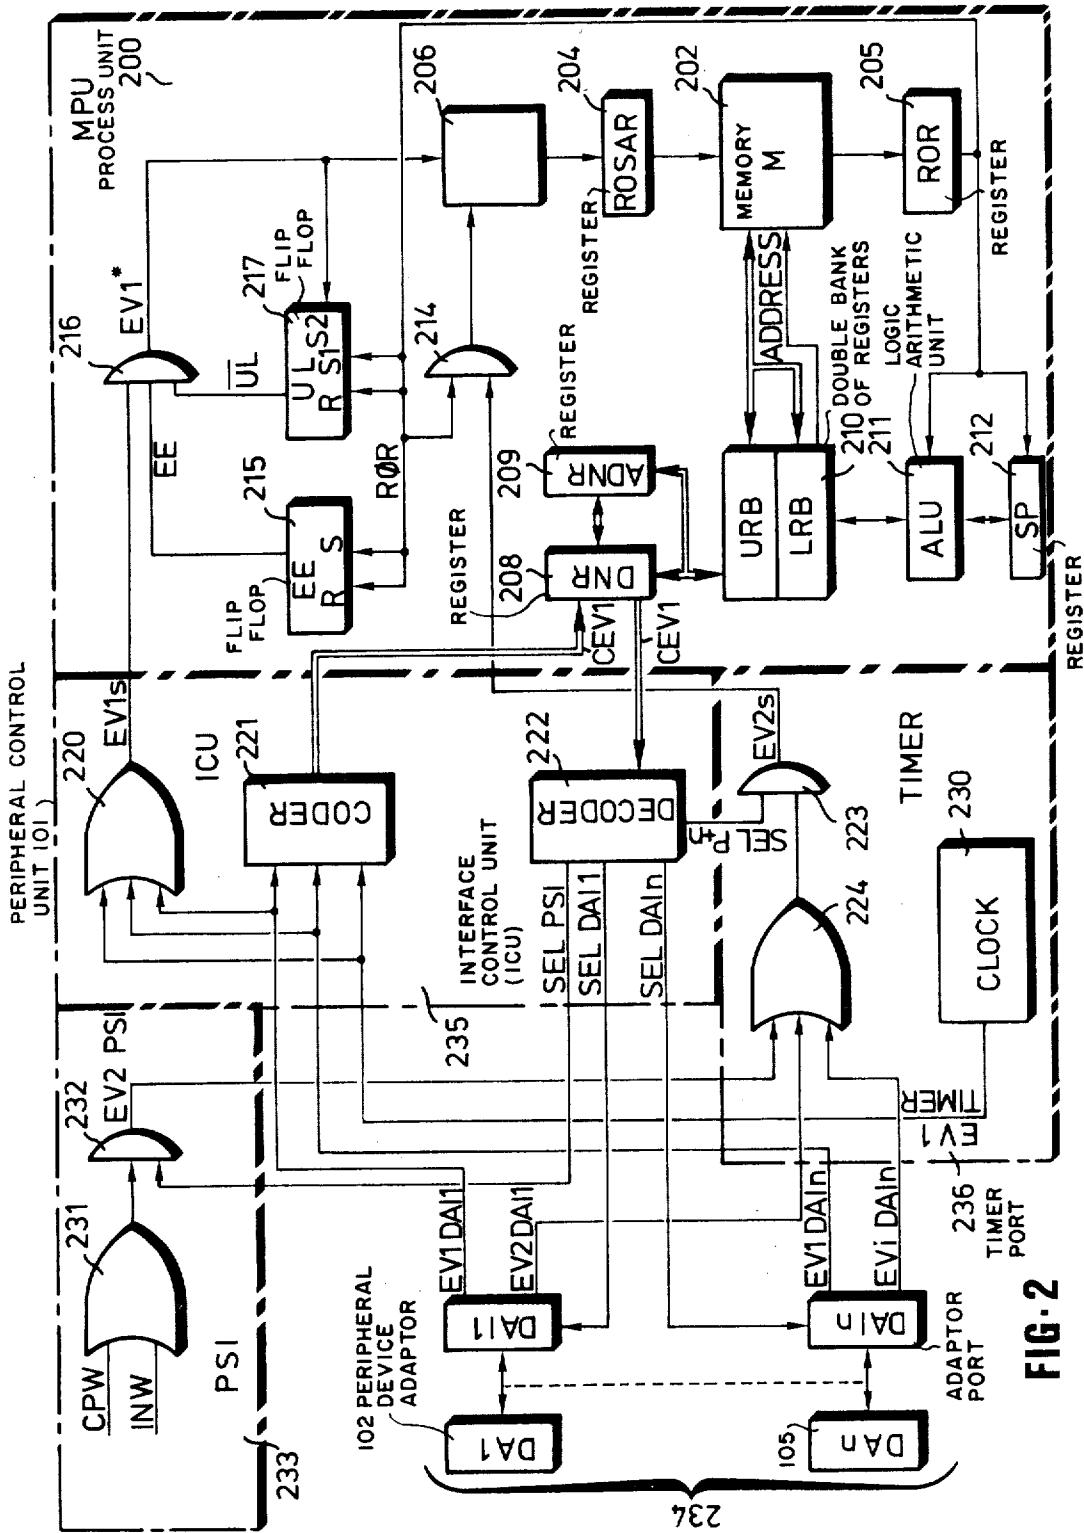 PERIPHERAL CONTROL
UNIT 101
MPU
PROCESS UNIT
200
216
EV1*
EE
UL
217
FLIP
FLOP
U L S2
R S1
215
FLIP
FLOP
EE
R S
RØR
214
206
204
REGISTER
ROSAR
202
MEMORY
M
205
ROR
REGISTER
ADDRESS
REGISTER
209
ADNR
REGISTER
208
DNR
CEV1
CEV1
URB
LRB
DOUBLE BANK
OF REGISTERS
210
LOGIC
ARITHMETIC
UNIT
211
ALU
212
SP
REGISTER
EV1s
220
ICU
221
CODER
222
DECODER
INTERFACE
CONTROL UNIT
(ICU)
235
SEL PSI
SEL DAI1
SEL DAIn
SEL
P+n
EV2s
223
224
TIMER
230
CLOCK
EV1
TIMER
236
TIMER
PORT
EV2 PSI
232
231
CPW
INW
PSI
233
102 PERIPHERAL
DEVICE
ADAPTOR
DA1
DAI1
EV1 DAI1
EV2 DAI1
105
DAn
DAIn
EV1 DAIn
EVi DAIn
ADAPTOR
PORT
234
FIG·2